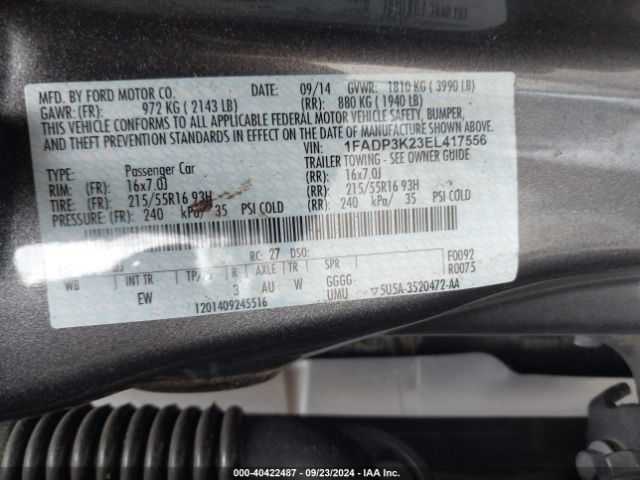 MFD. BY FORD MOTOR CO. DATE: 09/14 GVWR: 1810 KG ( 3990 LB)
GAWR: (FR): 972 KG ( 2143 LB) (RR): 880 KG ( 1940 LB)
THIS VEHICLE CONFORMS TO ALL APPLICABLE FEDERAL MOTOR VEHICLE SAFETY, BUMPER,
AND THEFT PREVENTION STANDARDS IN EFFECT ON THE DATE OF MANUFACTURE SHOWN ABOVE.
VIN: 1FADP3K23EL417556
TYPE: Passenger Car TRAILER TOWING - SEE OWNER GUIDE
RIM: (FR): 16x7.0J (RR): 16x7.0J
TIRE: (FR): 215/55R16 93H (RR): 215/55R16 93H
PRESSURE: (FR): 240 kPa/ 35 PSI COLD (RR): 240 kPa/ 35 PSI COLD
RC: 27 DSO: F0092
WB INT TR TP/PS R AXLE TR SPR R0075
EW 3 AU W GGGG
UMU
1201409245516 5U5A-3520472-AA
000-40422487 - 09/23/2024 - IAA Inc.